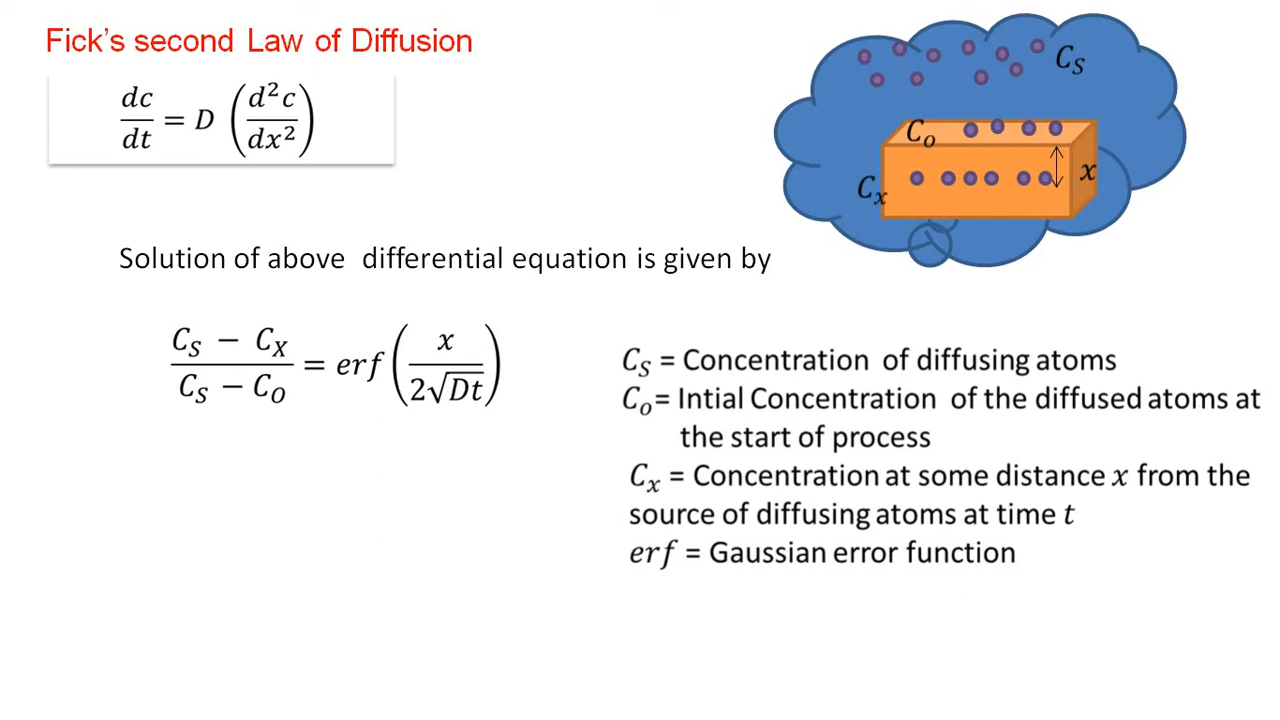 Fick's second Law of Diffusion
dc/dt = D (d²c/dx²)
C_S
C_o
C_x
x
Solution of above differential equation is given by
(C_S − C_X)/(C_S − C_O) = erf (x/(2√Dt))
C_S = Concentration of diffusing atoms
C_o= Intial Concentration of the diffused atoms at
the start of process
C_x = Concentration at some distance x from the
source of diffusing atoms at time t
erf = Gaussian error function